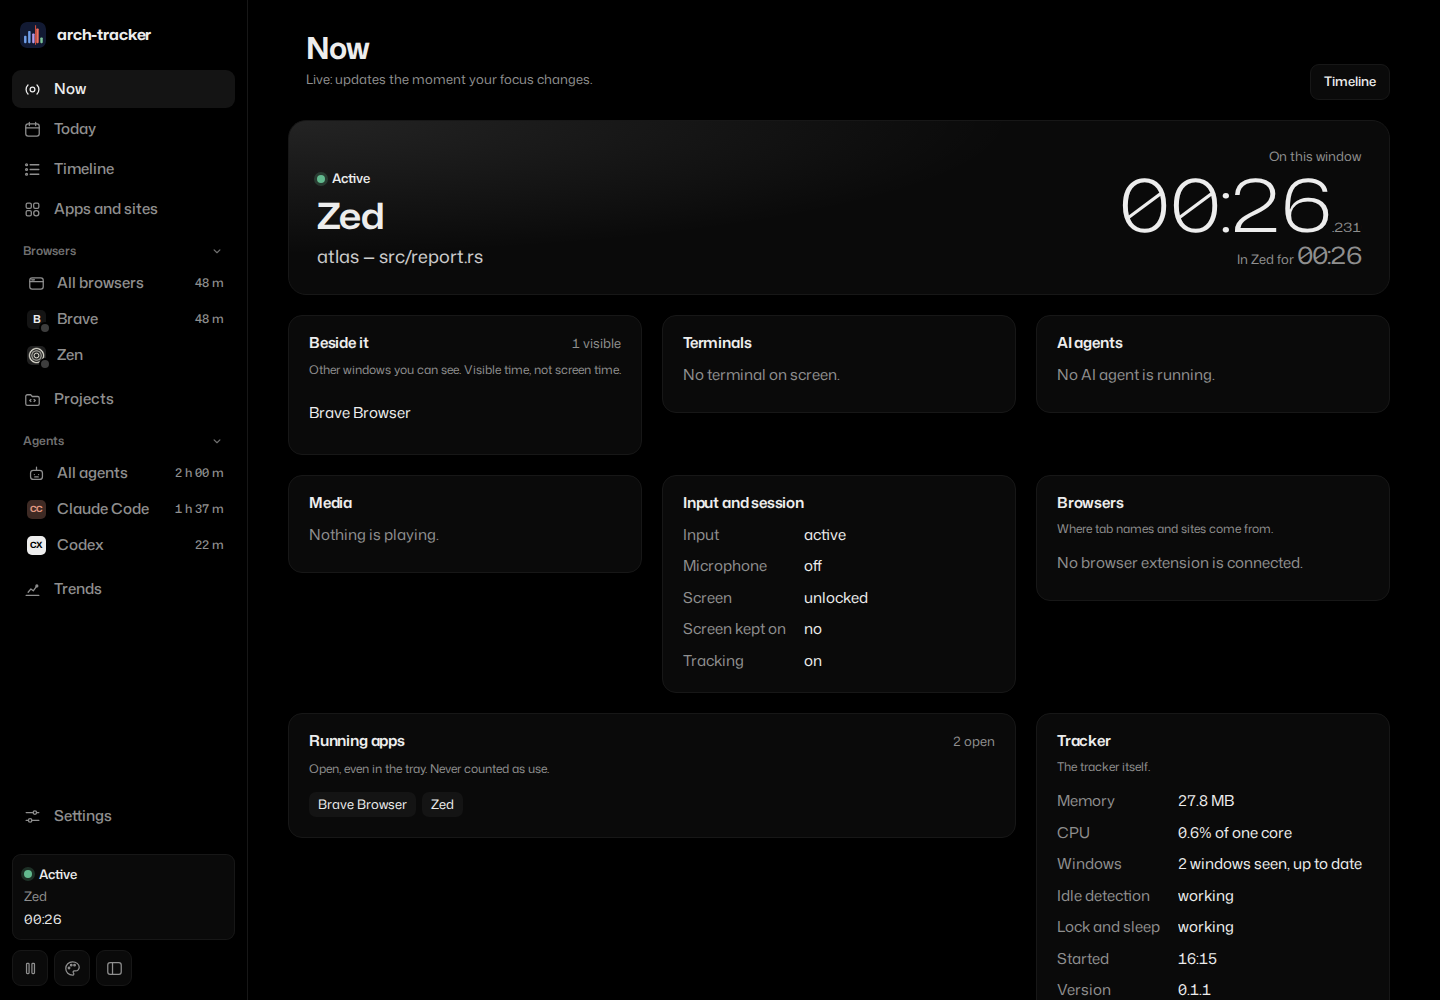 arch-tracker
Now
Today
Timeline
Apps and sites
Browsers
All browsers 48 m
B Brave 48 m
Zen
Projects
Agents
All agents 2 h 00 m
CC Claude Code 1 h 37 m
CX Codex 22 m
Trends
Settings
Active
Zed
00:26
Now
Live: updates the moment your focus changes.
Timeline
Active
Zed
atlas — src/report.rs
On this window
00:26.231
In Zed for 00:26
Beside it 1 visible
Other windows you can see. Visible time, not screen time.
Brave Browser
Terminals
No terminal on screen.
AI agents
No AI agent is running.
Media
Nothing is playing.
Input and session
Input active
Microphone off
Screen unlocked
Screen kept on no
Tracking on
Browsers
Where tab names and sites come from.
No browser extension is connected.
Running apps 2 open
Open, even in the tray. Never counted as use.
Brave Browser Zed
Tracker
The tracker itself.
Memory 27.8 MB
CPU 0.6% of one core
Windows 2 windows seen, up to date
Idle detection working
Lock and sleep working
Started 16:15
Version 0.1.1